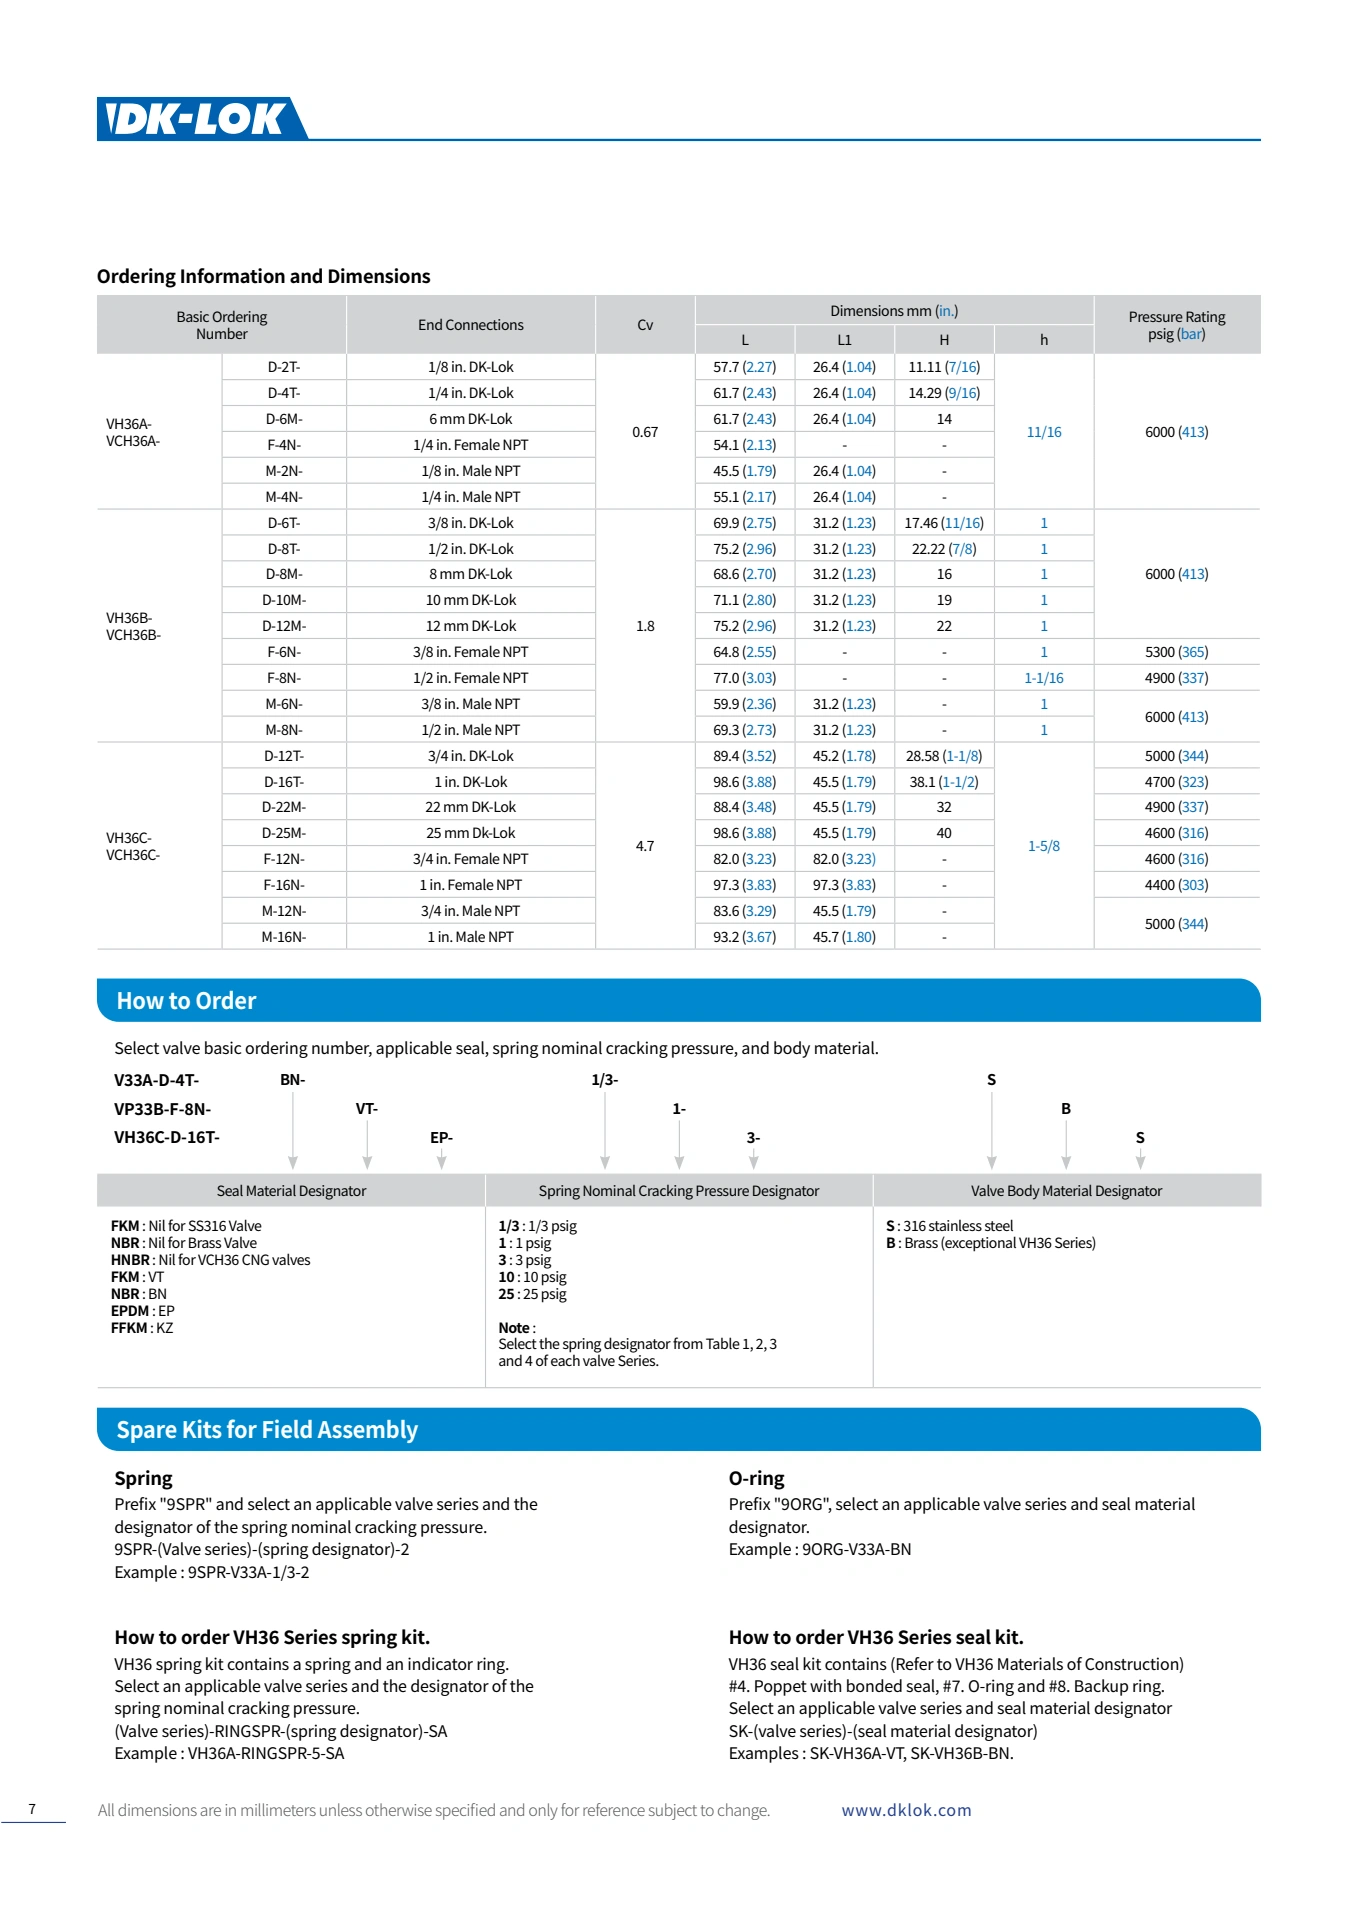 DK-LOK
Ordering Information and Dimensions
Basic Ordering Number End Connections Cv Dimensions mm (in.) Pressure Rating psig (bar)
L L1 H h
VH36A- VCH36A- 0.67 11/16 6000 (413)
D-2T- 1/8 in. DK-Lok 57.7 (2.27) 26.4 (1.04) 11.11 (7/16)
D-4T- 1/4 in. DK-Lok 61.7 (2.43) 26.4 (1.04) 14.29 (9/16)
D-6M- 6 mm DK-Lok 61.7 (2.43) 26.4 (1.04) 14
F-4N- 1/4 in. Female NPT 54.1 (2.13) - -
M-2N- 1/8 in. Male NPT 45.5 (1.79) 26.4 (1.04) -
M-4N- 1/4 in. Male NPT 55.1 (2.17) 26.4 (1.04) -
VH36B- VCH36B- 1.8
D-6T- 3/8 in. DK-Lok 69.9 (2.75) 31.2 (1.23) 17.46 (11/16) 1
D-8T- 1/2 in. DK-Lok 75.2 (2.96) 31.2 (1.23) 22.22 (7/8) 1
D-8M- 8 mm DK-Lok 68.6 (2.70) 31.2 (1.23) 16 1 6000 (413)
D-10M- 10 mm DK-Lok 71.1 (2.80) 31.2 (1.23) 19 1
D-12M- 12 mm DK-Lok 75.2 (2.96) 31.2 (1.23) 22 1
F-6N- 3/8 in. Female NPT 64.8 (2.55) - - 1 5300 (365)
F-8N- 1/2 in. Female NPT 77.0 (3.03) - - 1-1/16 4900 (337)
M-6N- 3/8 in. Male NPT 59.9 (2.36) 31.2 (1.23) - 1 6000 (413)
M-8N- 1/2 in. Male NPT 69.3 (2.73) 31.2 (1.23) - 1
VH36C- VCH36C- 4.7 1-5/8
D-12T- 3/4 in. DK-Lok 89.4 (3.52) 45.2 (1.78) 28.58 (1-1/8) 5000 (344)
D-16T- 1 in. DK-Lok 98.6 (3.88) 45.5 (1.79) 38.1 (1-1/2) 4700 (323)
D-22M- 22 mm DK-Lok 88.4 (3.48) 45.5 (1.79) 32 4900 (337)
D-25M- 25 mm Dk-Lok 98.6 (3.88) 45.5 (1.79) 40 4600 (316)
F-12N- 3/4 in. Female NPT 82.0 (3.23) 82.0 (3.23) - 4600 (316)
F-16N- 1 in. Female NPT 97.3 (3.83) 97.3 (3.83) - 4400 (303)
M-12N- 3/4 in. Male NPT 83.6 (3.29) 45.5 (1.79) - 5000 (344)
M-16N- 1 in. Male NPT 93.2 (3.67) 45.7 (1.80) -
How to Order
Select valve basic ordering number, applicable seal, spring nominal cracking pressure, and body material.
V33A-D-4T- BN- 1/3- S
VP33B-F-8N- VT- 1- B
VH36C-D-16T- EP- 3- S
Seal Material Designator Spring Nominal Cracking Pressure Designator Valve Body Material Designator
FKM : Nil for SS316 Valve
NBR : Nil for Brass Valve
HNBR : Nil for VCH36 CNG valves
FKM : VT
NBR : BN
EPDM : EP
FFKM : KZ
1/3 : 1/3 psig
1 : 1 psig
3 : 3 psig
10 : 10 psig
25 : 25 psig
Note :
Select the spring designator from Table 1, 2, 3
and 4 of each valve Series.
S : 316 stainless steel
B : Brass (exceptional VH36 Series)
Spare Kits for Field Assembly
Spring
Prefix "9SPR" and select an applicable valve series and the
designator of the spring nominal cracking pressure.
9SPR-(Valve series)-(spring designator)-2
Example : 9SPR-V33A-1/3-2
O-ring
Prefix "9ORG", select an applicable valve series and seal material
designator.
Example : 9ORG-V33A-BN
How to order VH36 Series spring kit.
VH36 spring kit contains a spring and an indicator ring.
Select an applicable valve series and the designator of the
spring nominal cracking pressure.
(Valve series)-RINGSPR-(spring designator)-SA
Example : VH36A-RINGSPR-5-SA
How to order VH36 Series seal kit.
VH36 seal kit contains (Refer to VH36 Materials of Construction)
#4. Poppet with bonded seal, #7. O-ring and #8. Backup ring.
Select an applicable valve series and seal material designator
SK-(valve series)-(seal material designator)
Examples : SK-VH36A-VT, SK-VH36B-BN.
7 All dimensions are in millimeters unless otherwise specified and only for reference subject to change. www.dklok.com